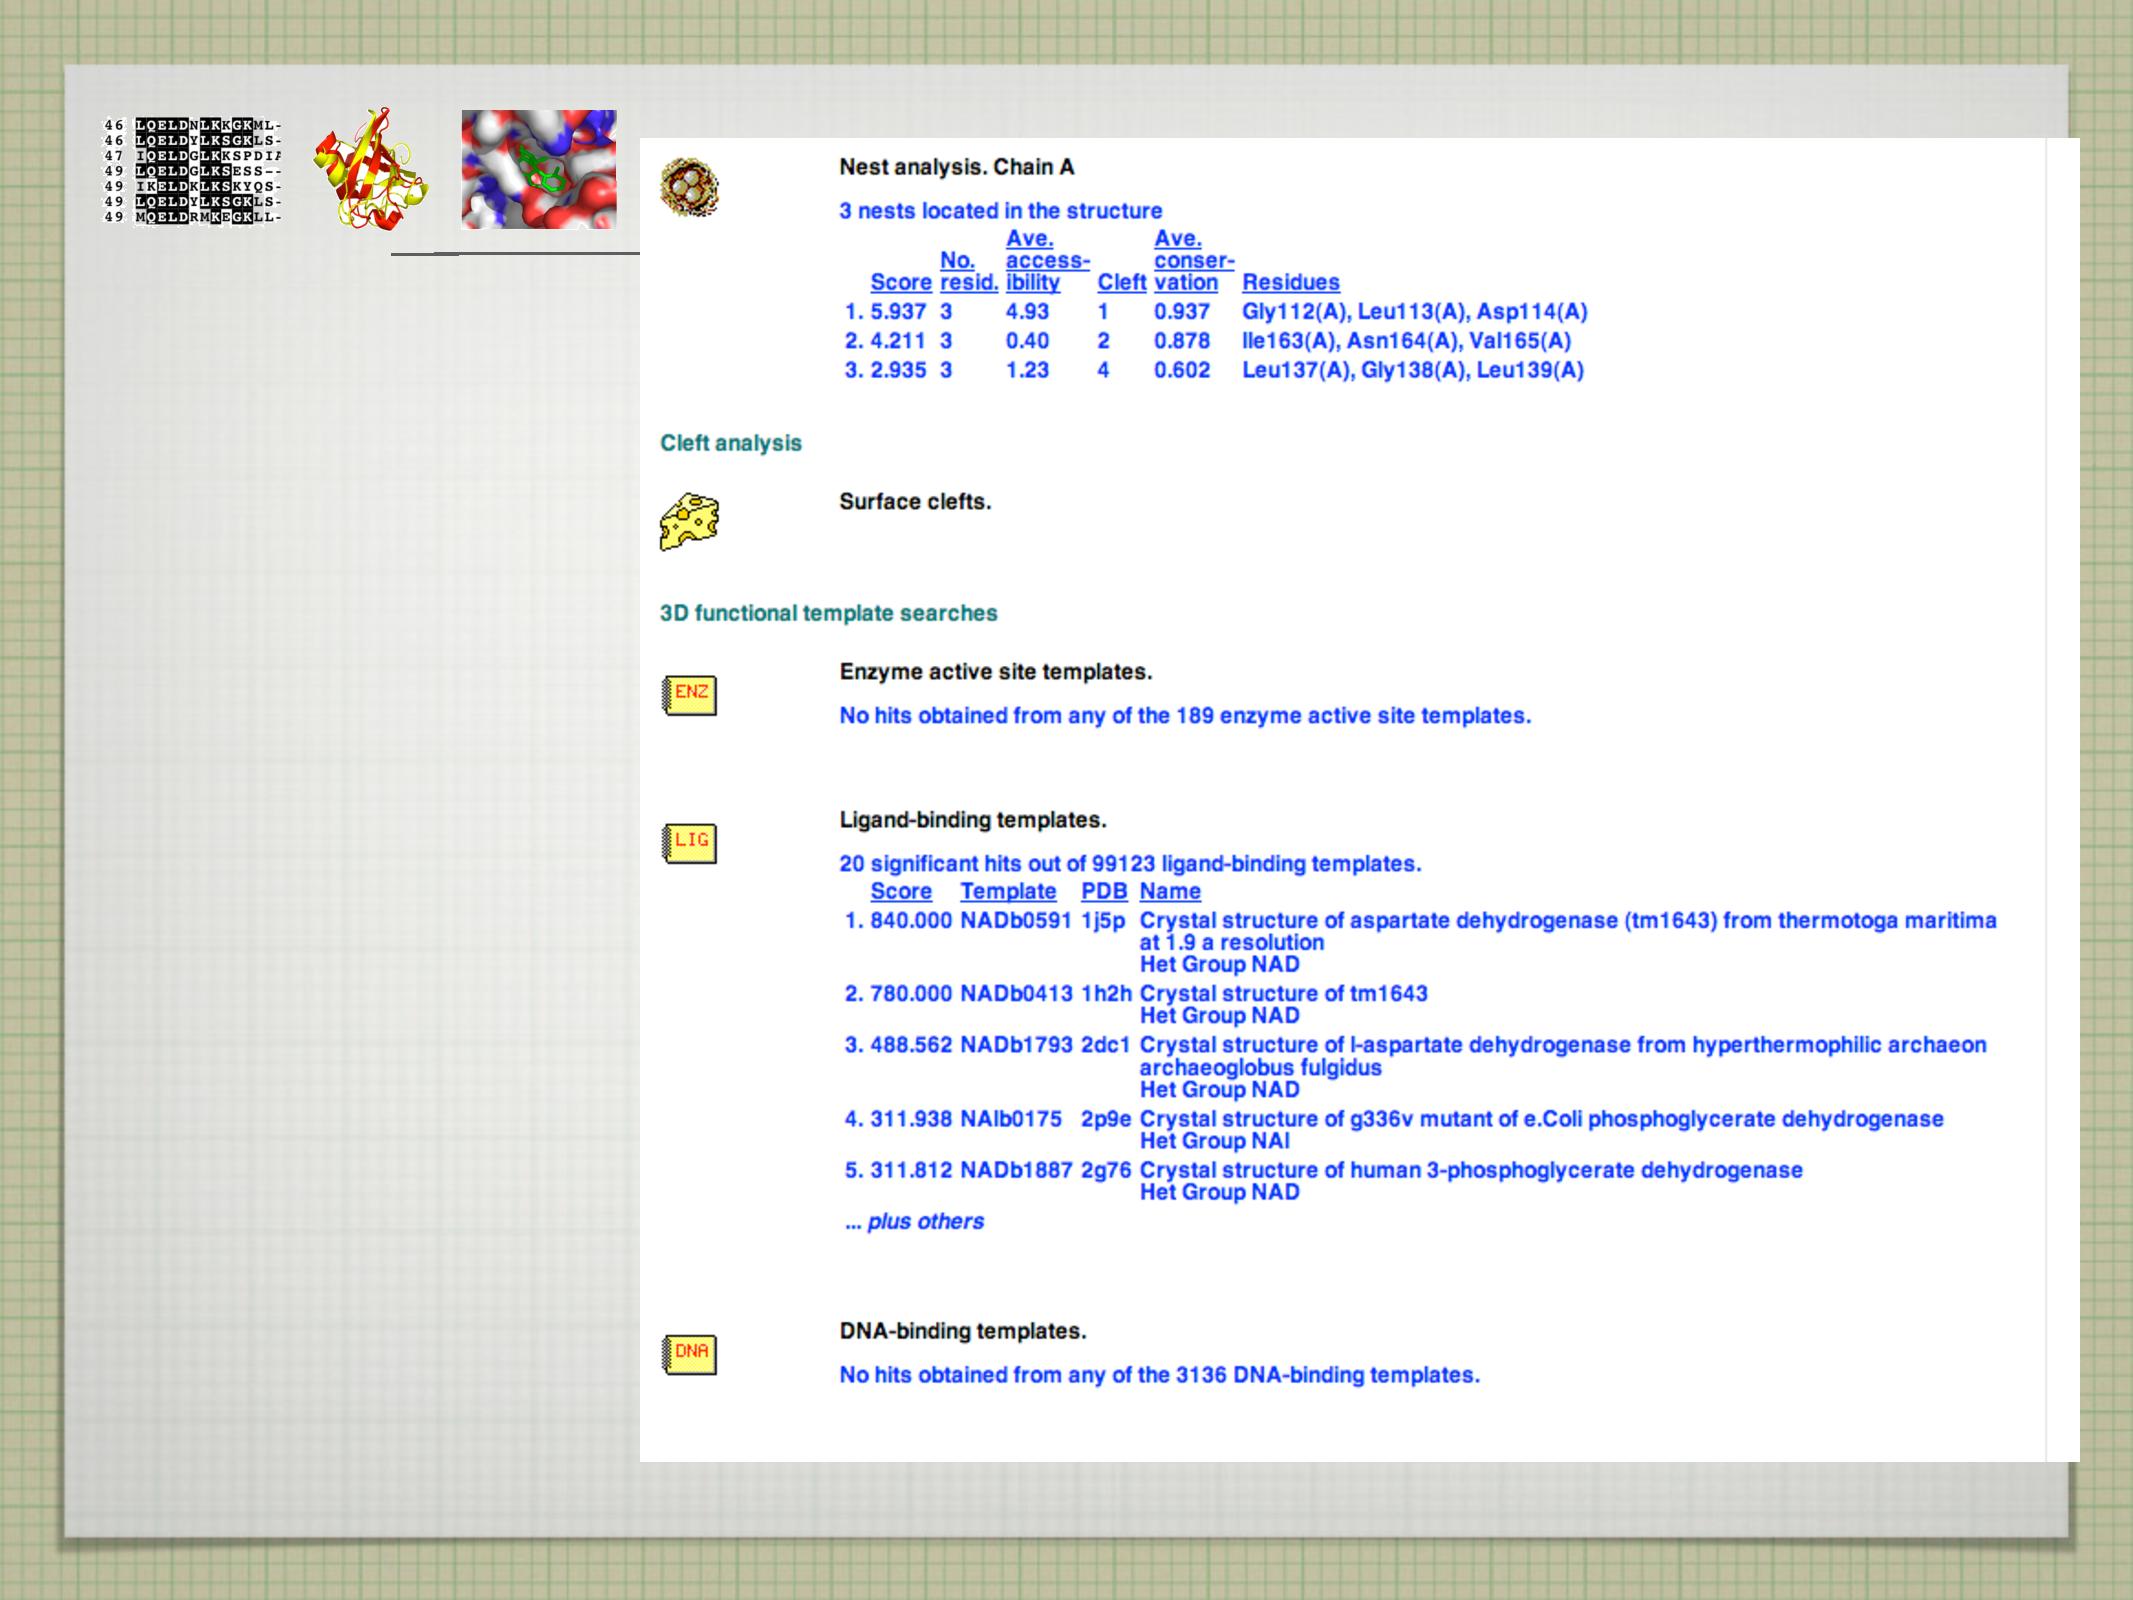 46 LQELDNLKKGKML-
46 LQELDYLKSGKLS-
47 IQELDGLKKSPDIA
49 LQELDGLKSESS--
49 IKELDKLKSKYQS-
49 LQELDYLKSGKLS-
49 MQELDRMKEGKLL-
Nest analysis. Chain A
3 nests located in the structure
Score No. resid. Ave. access-ibility Cleft Ave. conser-vation Residues
1. 5.937 3 4.93 1 0.937 Gly112(A), Leu113(A), Asp114(A)
2. 4.211 3 0.40 2 0.878 Ile163(A), Asn164(A), Val165(A)
3. 2.935 3 1.23 4 0.602 Leu137(A), Gly138(A), Leu139(A)
Cleft analysis
Surface clefts.
3D functional template searches
ENZ
Enzyme active site templates.
No hits obtained from any of the 189 enzyme active site templates.
LIG
Ligand-binding templates.
20 significant hits out of 99123 ligand-binding templates.
Score Template PDB Name
1. 840.000 NADb0591 1j5p Crystal structure of aspartate dehydrogenase (tm1643) from thermotoga maritima
at 1.9 a resolution
Het Group NAD
2. 780.000 NADb0413 1h2h Crystal structure of tm1643
Het Group NAD
3. 488.562 NADb1793 2dc1 Crystal structure of l-aspartate dehydrogenase from hyperthermophilic archaeon
archaeoglobus fulgidus
Het Group NAD
4. 311.938 NAIb0175 2p9e Crystal structure of g336v mutant of e.Coli phosphoglycerate dehydrogenase
Het Group NAI
5. 311.812 NADb1887 2g76 Crystal structure of human 3-phosphoglycerate dehydrogenase
Het Group NAD
... plus others
DNA
DNA-binding templates.
No hits obtained from any of the 3136 DNA-binding templates.